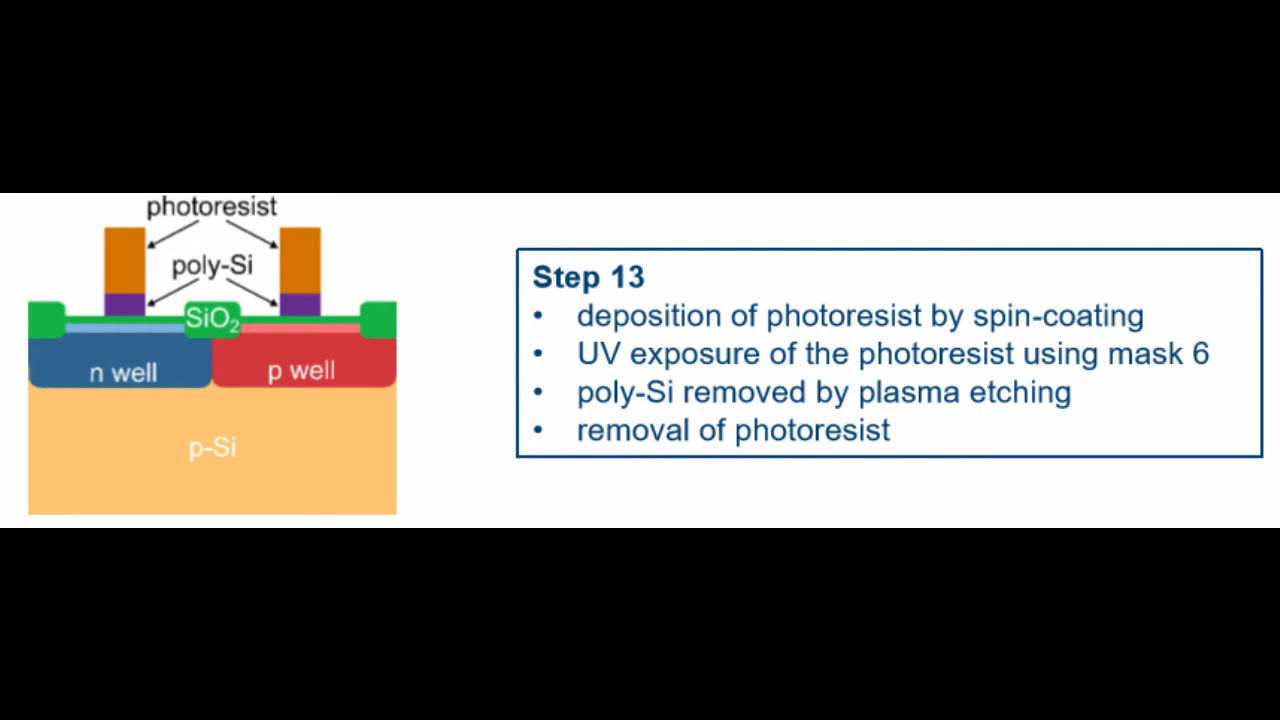 photoresist
poly-Si
SiO₂
n well
p well
p-Si
Step 13
• deposition of photoresist by spin-coating
• UV exposure of the photoresist using mask 6
• poly-Si removed by plasma etching
• removal of photoresist